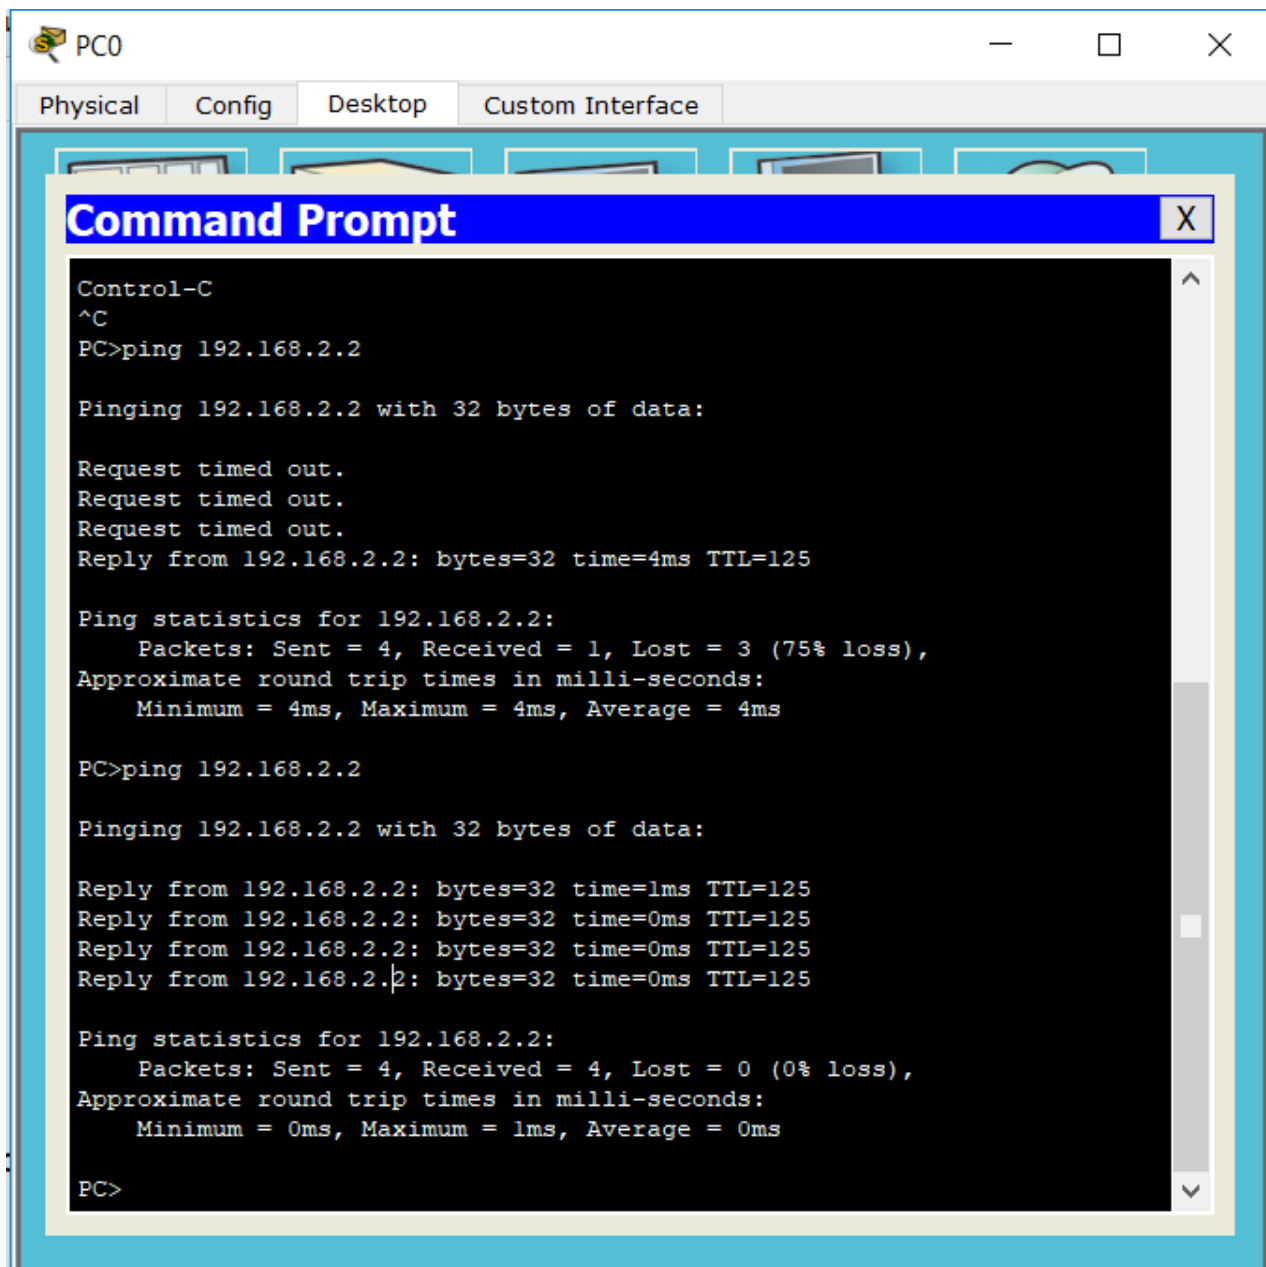 PC0
Physical Config Desktop Custom Interface
Command Prompt X
Control-C
^C
PC>ping 192.168.2.2
Pinging 192.168.2.2 with 32 bytes of data:
Request timed out.
Request timed out.
Request timed out.
Reply from 192.168.2.2: bytes=32 time=4ms TTL=125
Ping statistics for 192.168.2.2:
Packets: Sent = 4, Received = 1, Lost = 3 (75% loss),
Approximate round trip times in milli-seconds:
Minimum = 4ms, Maximum = 4ms, Average = 4ms
PC>ping 192.168.2.2
Pinging 192.168.2.2 with 32 bytes of data:
Reply from 192.168.2.2: bytes=32 time=1ms TTL=125
Reply from 192.168.2.2: bytes=32 time=0ms TTL=125
Reply from 192.168.2.2: bytes=32 time=0ms TTL=125
Reply from 192.168.2.2: bytes=32 time=0ms TTL=125
Ping statistics for 192.168.2.2:
Packets: Sent = 4, Received = 4, Lost = 0 (0% loss),
Approximate round trip times in milli-seconds:
Minimum = 0ms, Maximum = 1ms, Average = 0ms
PC>